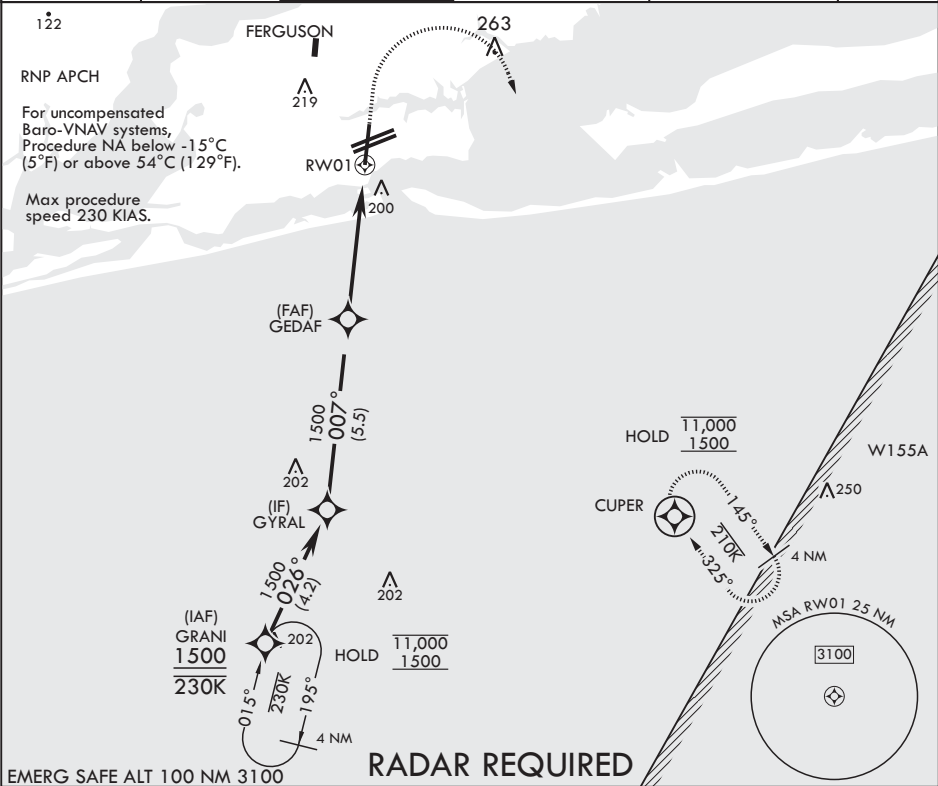 122
FERGUSON
263
RNP APCH
219
For uncompensated
Baro-VNAV systems,
Procedure NA below -15°C
(5°F) or above 54°C (129°F).
RW01
Max procedure
speed 230 KIAS.
200
(FAF)
GEDAF
1500
007°
(5.5)
HOLD 11,000
1500
W155A
202
250
(IF)
GYRAL
CUPER
145°
210K
325°
4 NM
1500
026°
(4.2)
202
(IAF)
GRANI
1500
230K
202
HOLD 11,000
1500
015°
230K
195°
4 NM
MSA RW01 25 NM
3100
RADAR REQUIRED
EMERG SAFE ALT 100 NM 3100